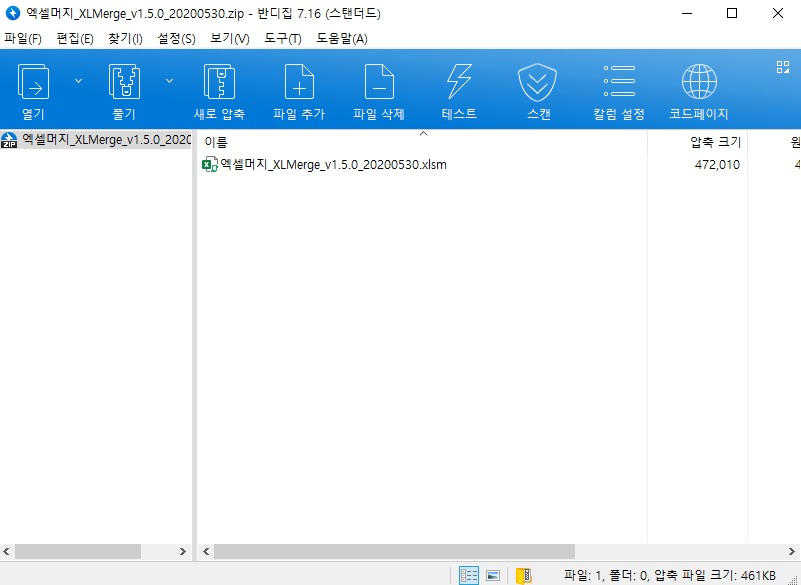 엑셀머지_XLMerge_v1.5.0_20200530.zip - 반디집 7.16 (스탠더드)
파일(F) 편집(E) 찾기(I) 설정(S) 보기(V) 도구(T) 도움말(A)
열기 풀기 새로 압축 파일 추가 파일 삭제 테스트 스캔 칼럼 설정 코드페이지
ZIP 엑셀머지_XLMerge_v1.5.0_2020
이름 압축 크기 원
엑셀머지_XLMerge_v1.5.0_20200530.xlsm 472,010 4
파일: 1, 폴더: 0, 압축 파일 크기: 461KB